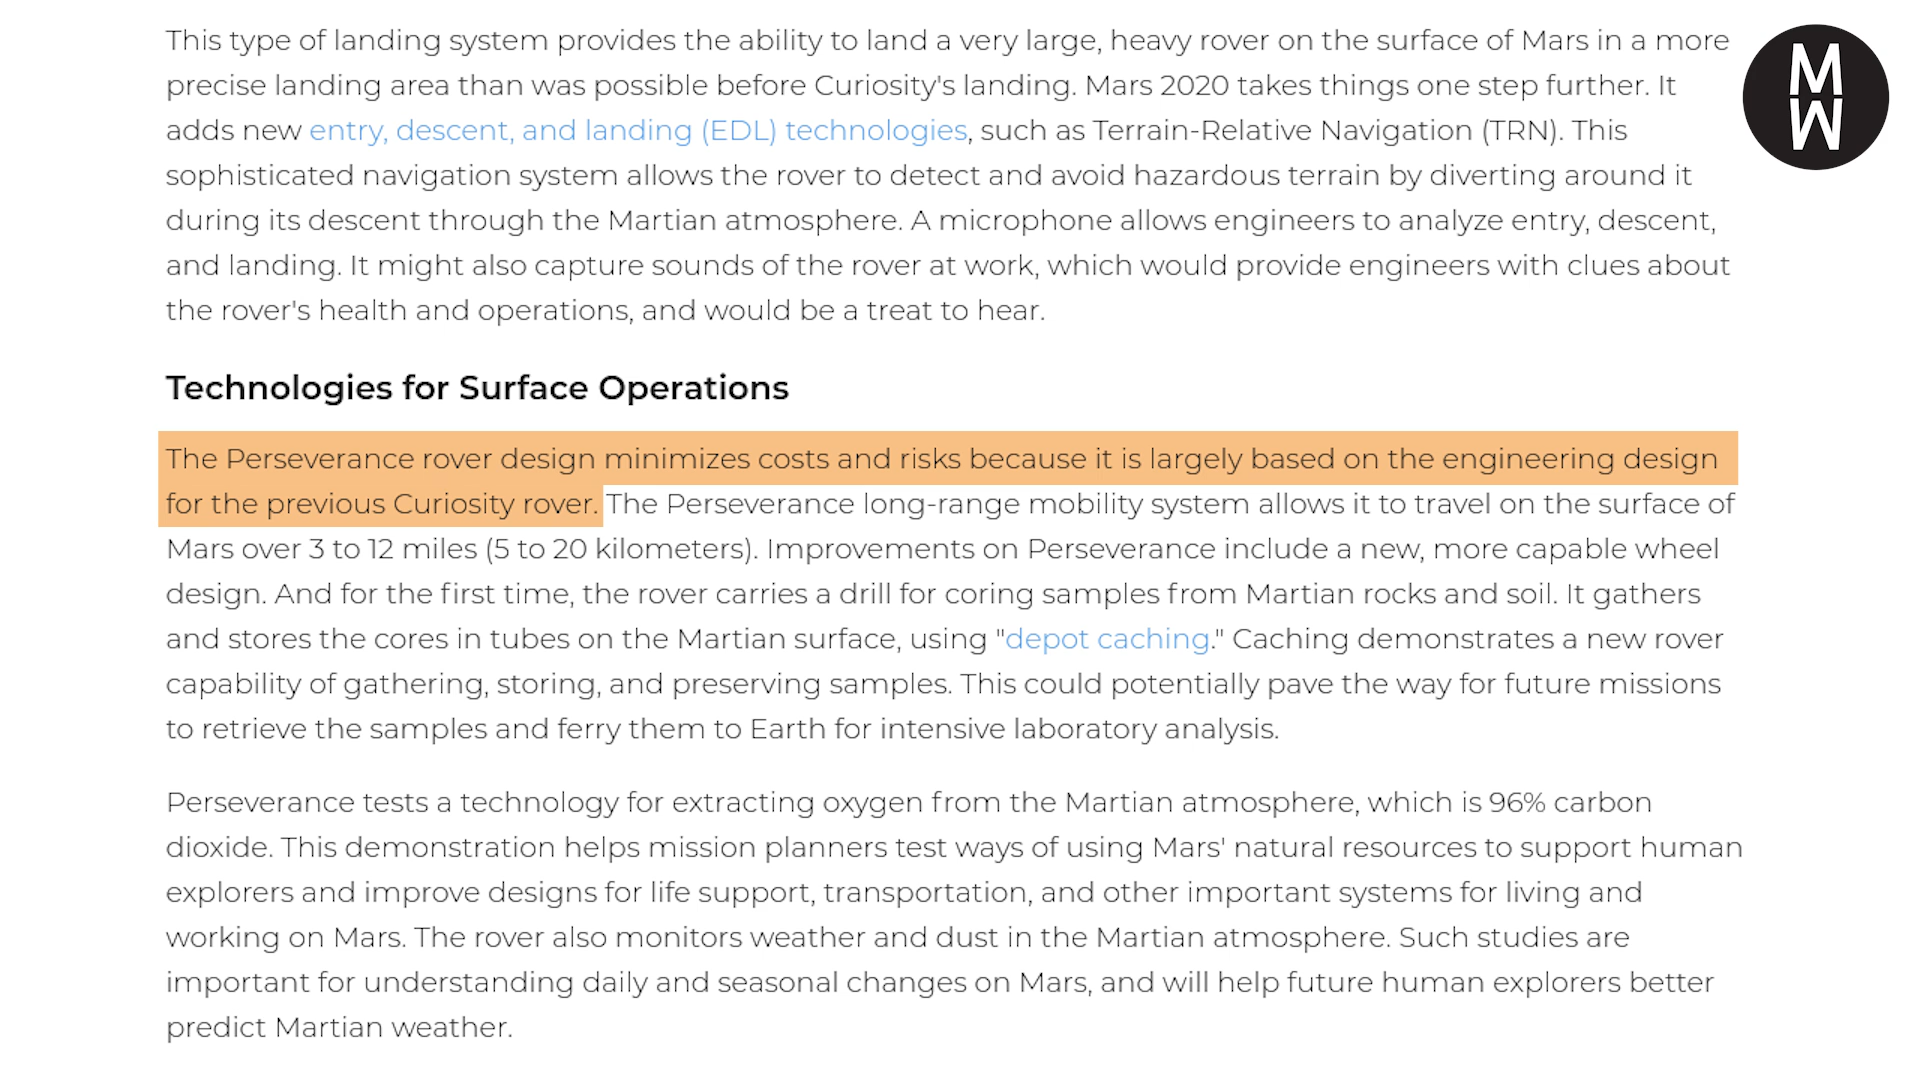 This type of landing system provides the ability to land a very large, heavy rover on the surface of Mars in a more
precise landing area than was possible before Curiosity's landing. Mars 2020 takes things one step further. It
adds new entry, descent, and landing (EDL) technologies, such as Terrain-Relative Navigation (TRN). This
sophisticated navigation system allows the rover to detect and avoid hazardous terrain by diverting around it
during its descent through the Martian atmosphere. A microphone allows engineers to analyze entry, descent,
and landing. It might also capture sounds of the rover at work, which would provide engineers with clues about
the rover's health and operations, and would be a treat to hear.
M
W
Technologies for Surface Operations
The Perseverance rover design minimizes costs and risks because it is largely based on the engineering design
for the previous Curiosity rover. The Perseverance long-range mobility system allows it to travel on the surface of
Mars over 3 to 12 miles (5 to 20 kilometers). Improvements on Perseverance include a new, more capable wheel
design. And for the first time, the rover carries a drill for coring samples from Martian rocks and soil. It gathers
and stores the cores in tubes on the Martian surface, using "depot caching." Caching demonstrates a new rover
capability of gathering, storing, and preserving samples. This could potentially pave the way for future missions
to retrieve the samples and ferry them to Earth for intensive laboratory analysis.
Perseverance tests a technology for extracting oxygen from the Martian atmosphere, which is 96% carbon
dioxide. This demonstration helps mission planners test ways of using Mars' natural resources to support human
explorers and improve designs for life support, transportation, and other important systems for living and
working on Mars. The rover also monitors weather and dust in the Martian atmosphere. Such studies are
important for understanding daily and seasonal changes on Mars, and will help future human explorers better
predict Martian weather.